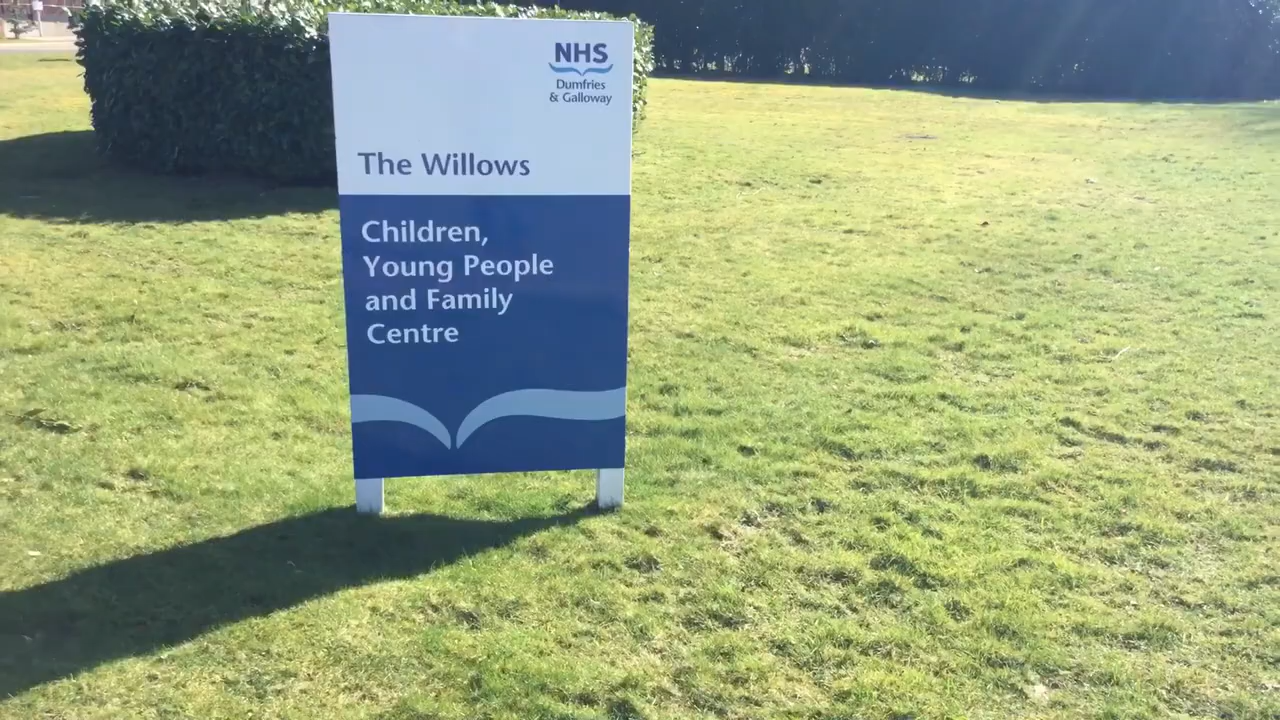 NHS
Dumfries
& Galloway
The Willows
Children,
Young People
and Family
Centre